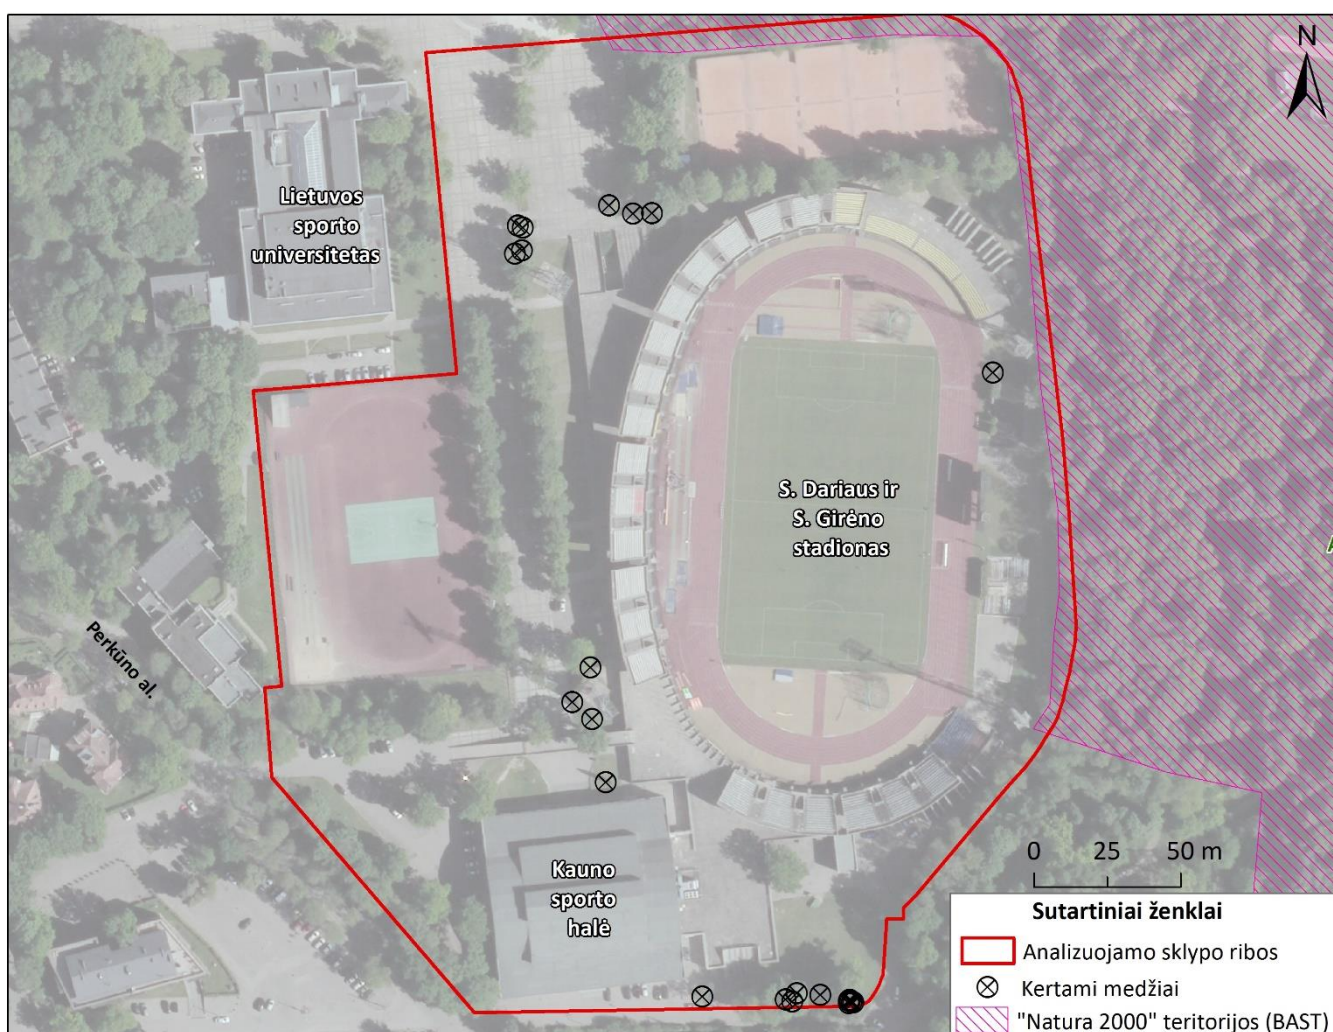 N
Lietuvos
sporto
universitetas
S. Dariaus ir
S. Girėno
stadionas
Perkūno al.
Kauno
sporto
halė
0 25 50 m
Sutartiniai ženklai
Analizuojamo sklypo ribos
Kertami medžiai
"Natura 2000" teritorijos (BAST)